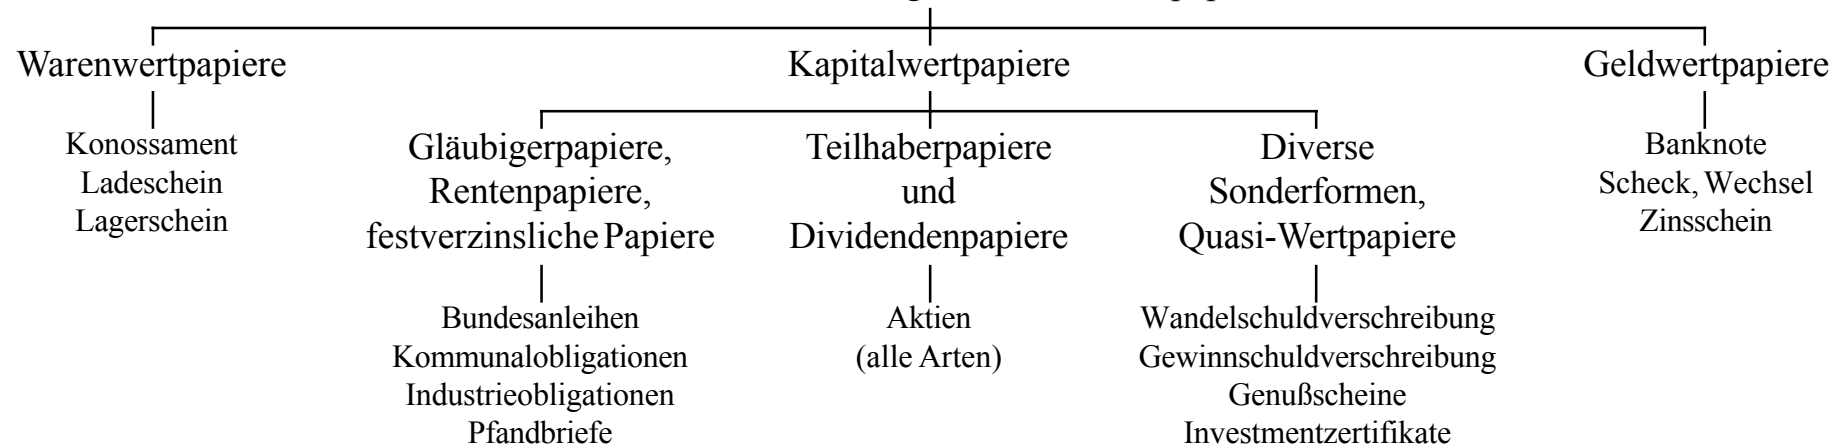 Warenwertpapiere
Kapitalwertpapiere
Geldwertpapiere
Konossament
Ladeschein
Lagerschein
Gläubigerpapiere,
Rentenpapiere,
festverzinsliche Papiere
Teilhaberpapiere
und
Dividendenpapiere
Diverse
Sonderformen,
Quasi-Wertpapiere
Banknote
Scheck, Wechsel
Zinsschein
Bundesanleihen
Kommunalobligationen
Industrieobligationen
Pfandbriefe
Aktien
(alle Arten)
Wandelschuldverschreibung
Gewinnschuldverschreibung
Genußscheine
Investmentzertifikate